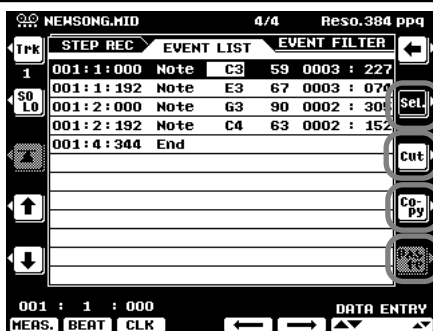 NEWSONG.MID 4/4 Reso.384 ppq
Trk STEP REC EVENT LIST EVENT FILTER
1 001:1:000 Note C3 59 0003 : 227
SO LO 001:1:192 Note E3 67 0003 : 074
001:2:000 Note G3 90 0002 : 305 Sel.
001:2:192 Note C4 63 0002 : 152
001:4:344 End Cut
Co-
py
001 : 1 : 000 DATA ENTRY
MEAS. BEAT CLK